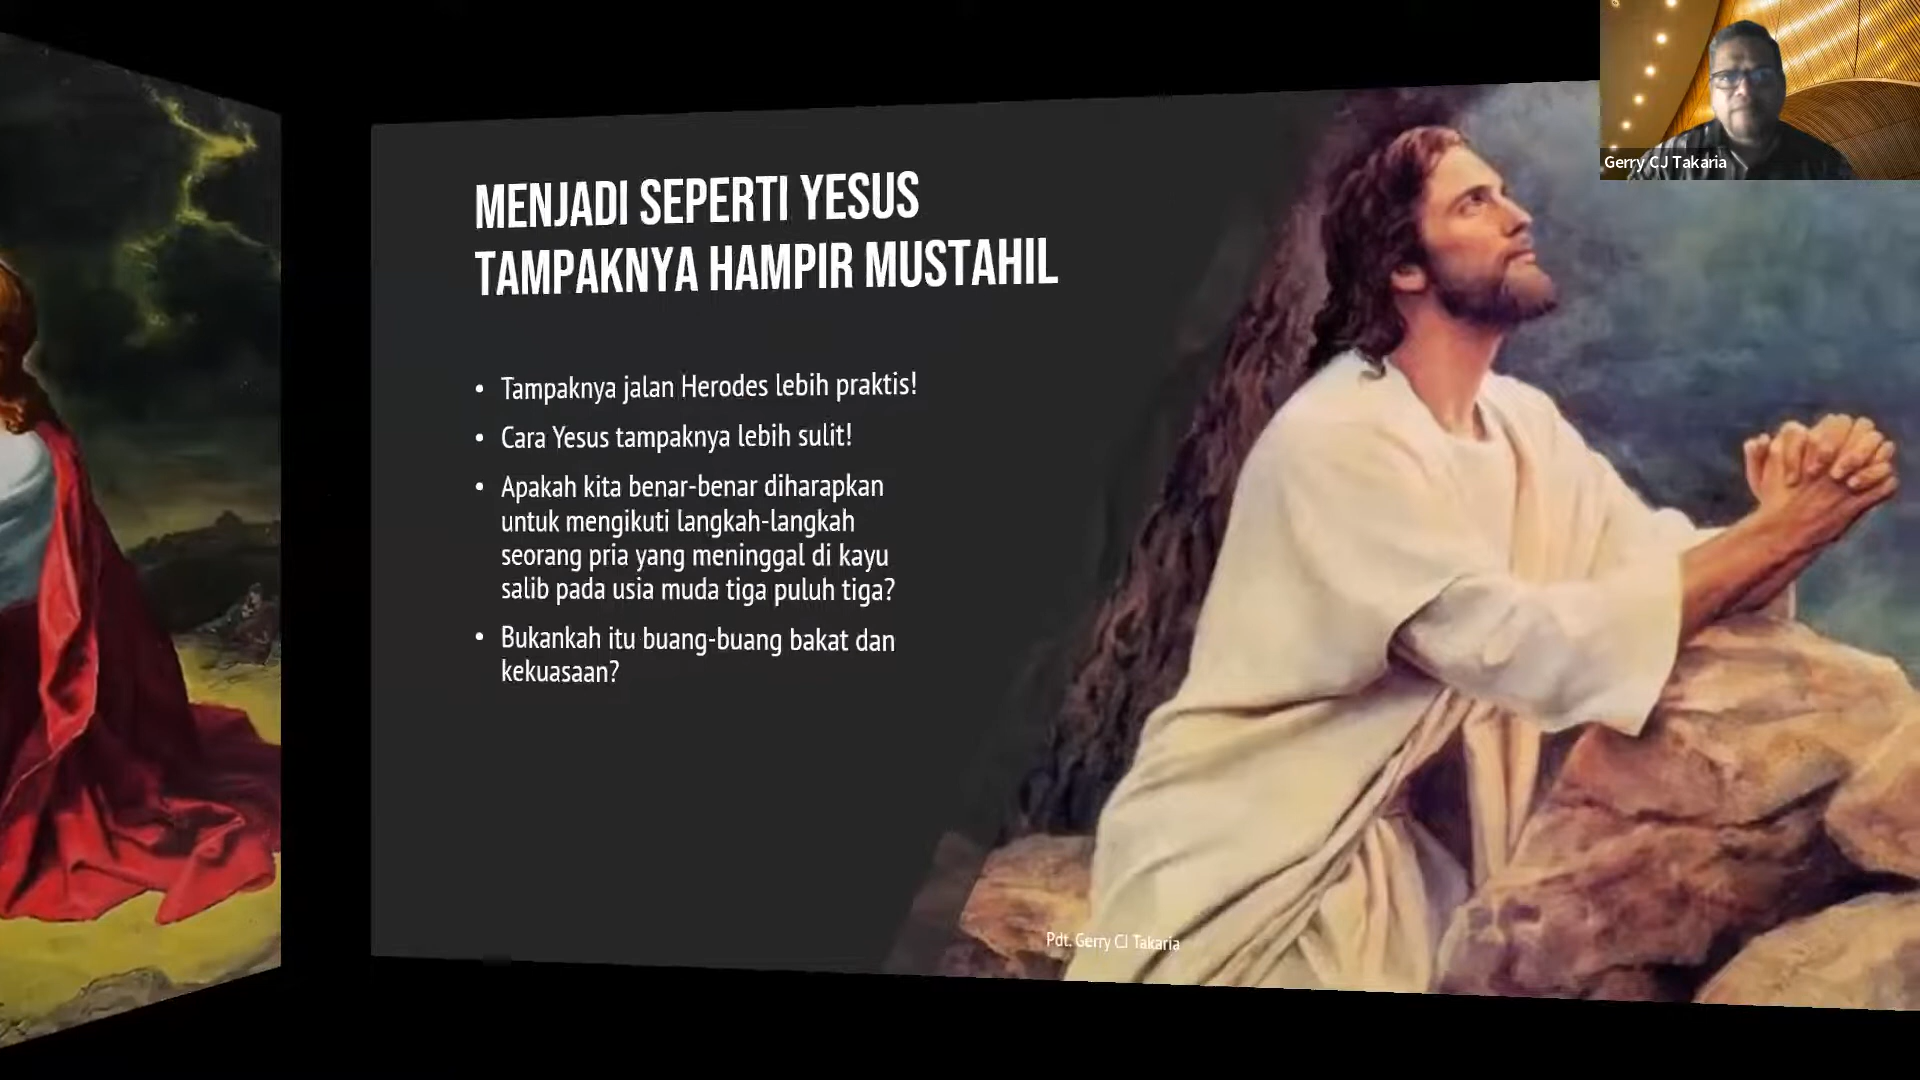 MENJADI SEPERTI YESUS
TAMPAKNYA HAMPIR MUSTAHIL
• Tampaknya jalan Herodes lebih praktis!
• Cara Yesus tampaknya lebih sulit!
• Apakah kita benar-benar diharapkan
untuk mengikuti langkah-langkah
seorang pria yang meninggal di kayu
salib pada usia muda tiga puluh tiga?
• Bukankah itu buang-buang bakat dan
kekuasaan?
Pdt. Gerry CJ Takaria
Gerry CJ Takaria